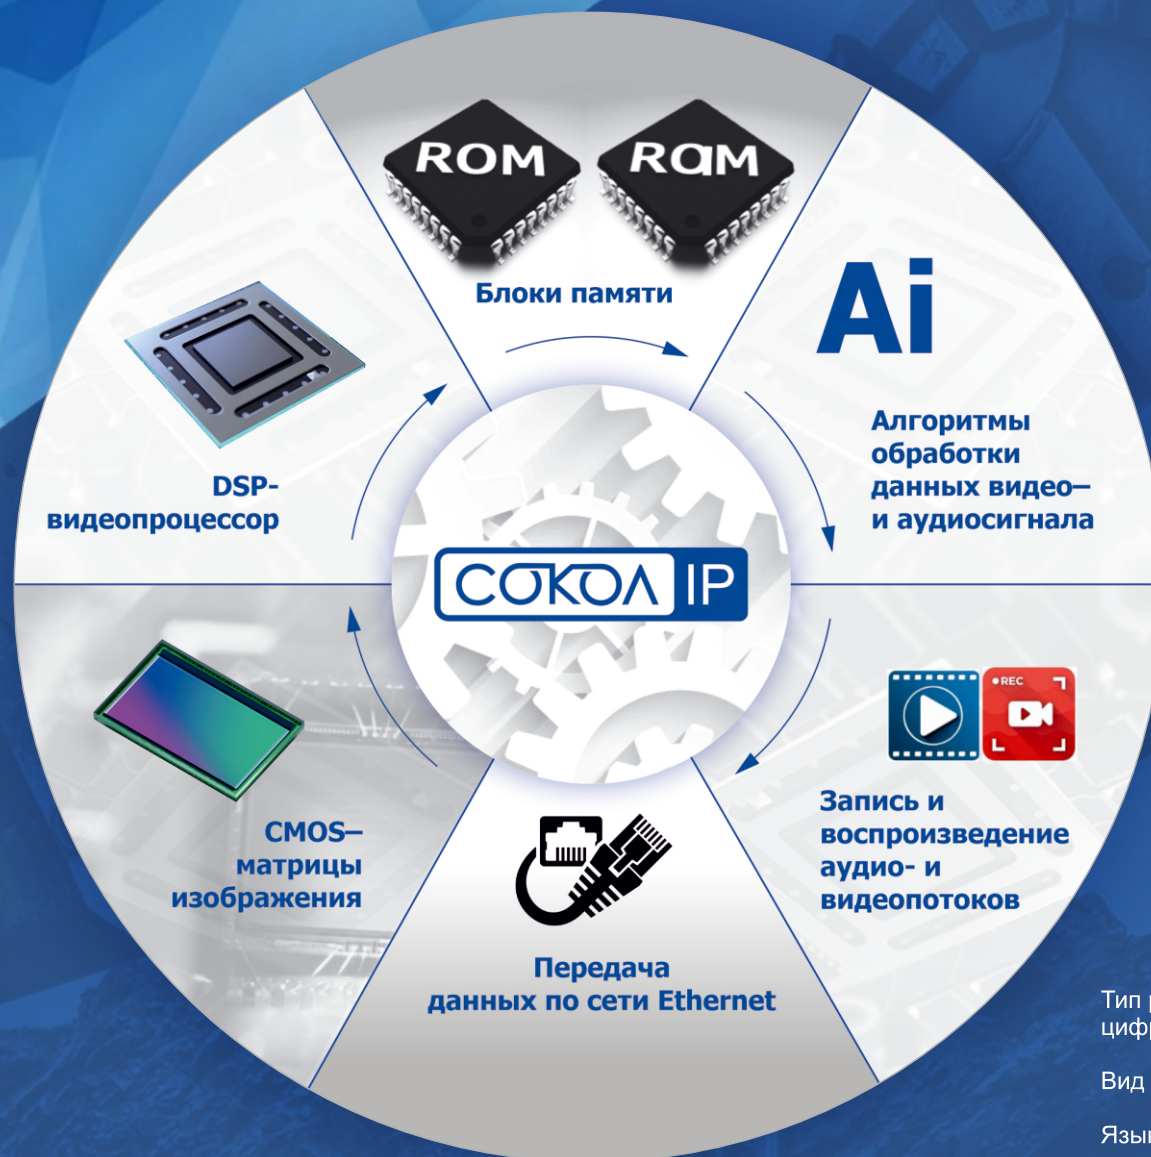 ROM
RAM
Блоки памяти
Ai
Алгоритмы
обработки
данных видео–
и аудиосигнала
DSP-
видеопроцессор
СОКОЛ IP
REC
Запись и
воспроизведение
аудио- и
видеопотоков
CMOS–
матрицы
изображения
Передача
данных по сети Ethernet
Тип
Вид